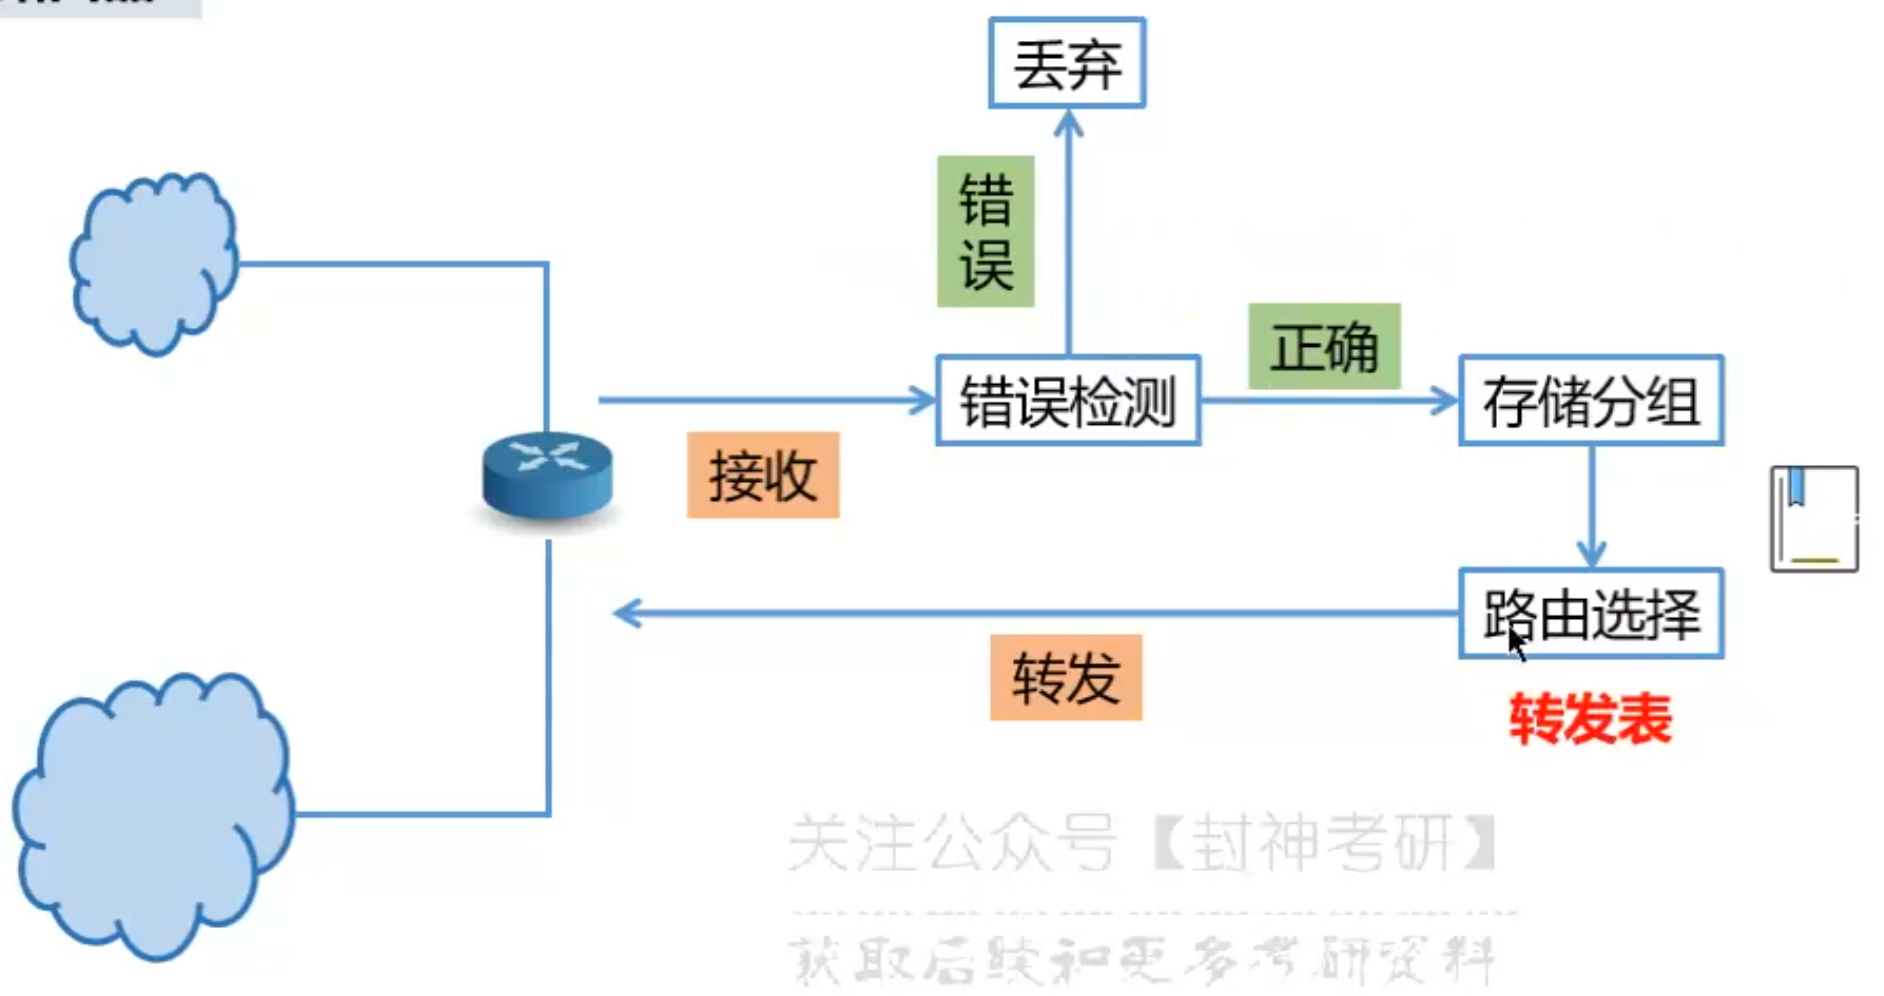 丢弃
错
误
正确
错误检测
存储分组
接收
路由选择
转发
转发表
关注公众号【封神考研】
获取后续和更多考研资料